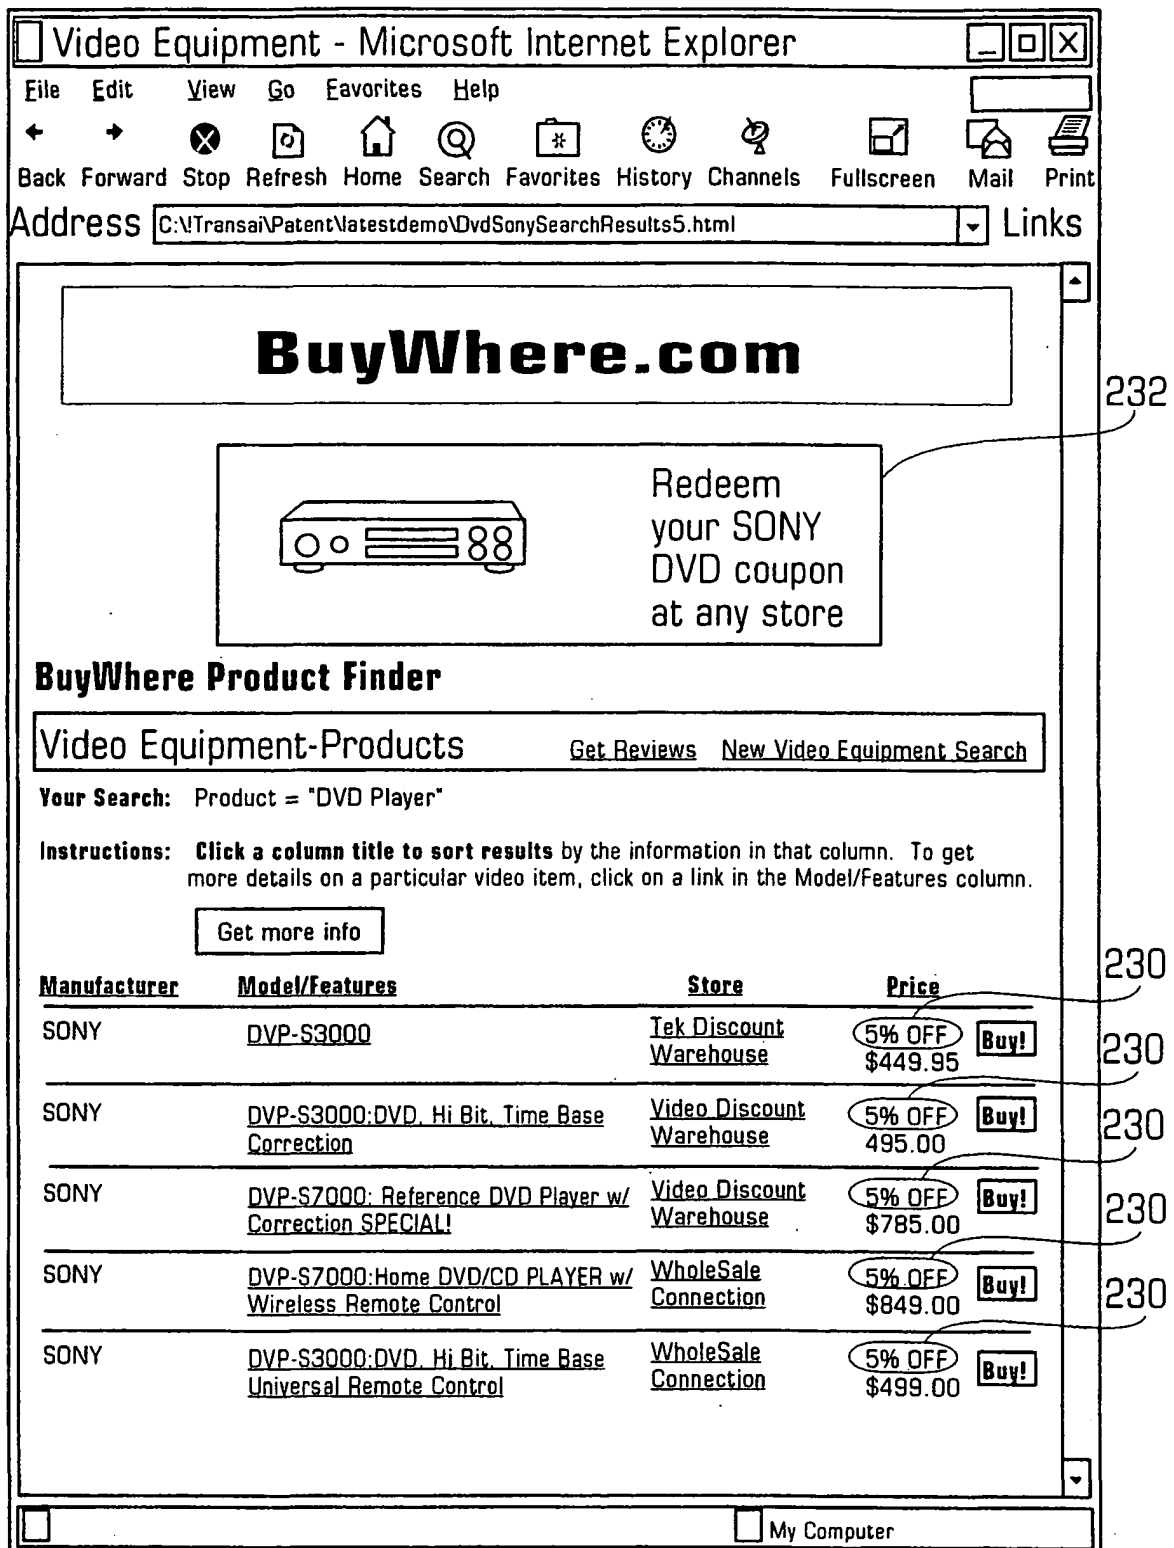 Video Equipment - Microsoft Internet Explorer
File Edit View Go Eavorites Help
Back Forward Stop Refresh Home Search Favorites History Channels Fullscreen Mail Print
Address C:\!Transai\Patent\latestdemo\DvdSonySearchResults5.html Links
BuyWhere.com
232
Redeem
your SONY
DVD coupon
at any store
BuyWhere Product Finder
Video Equipment-Products Get Reviews New Video Equipment Search
Your Search: Product = "DVD Player"
Instructions: Click a column title to sort results by the information in that column. To get
more details on a particular video item, click on a link in the Model/Features column.
Get more info
230
Manufacturer Model/Features Store Price
SONY DVP-S3000 Tek Discount 5% OFF Buy!
Warehouse $449.95
230
SONY DVP-S3000:DVD, Hi Bit, Time Base Video Discount 5% OFF Buy!
Correction Warehouse 495.00
230
SONY DVP-S7000: Reference DVD Player w/ Video Discount 5% OFF Buy!
Correction SPECIAL! Warehouse $785.00
230
SONY DVP-S7000:Home DVD/CD PLAYER w/ WholeSale 5% OFF Buy!
Wireless Remote Control Connection $849.00
230
SONY DVP-S3000:DVD, Hi Bit, Time Base WholeSale 5% OFF Buy!
Universal Remote Control Connection $499.00
My Computer